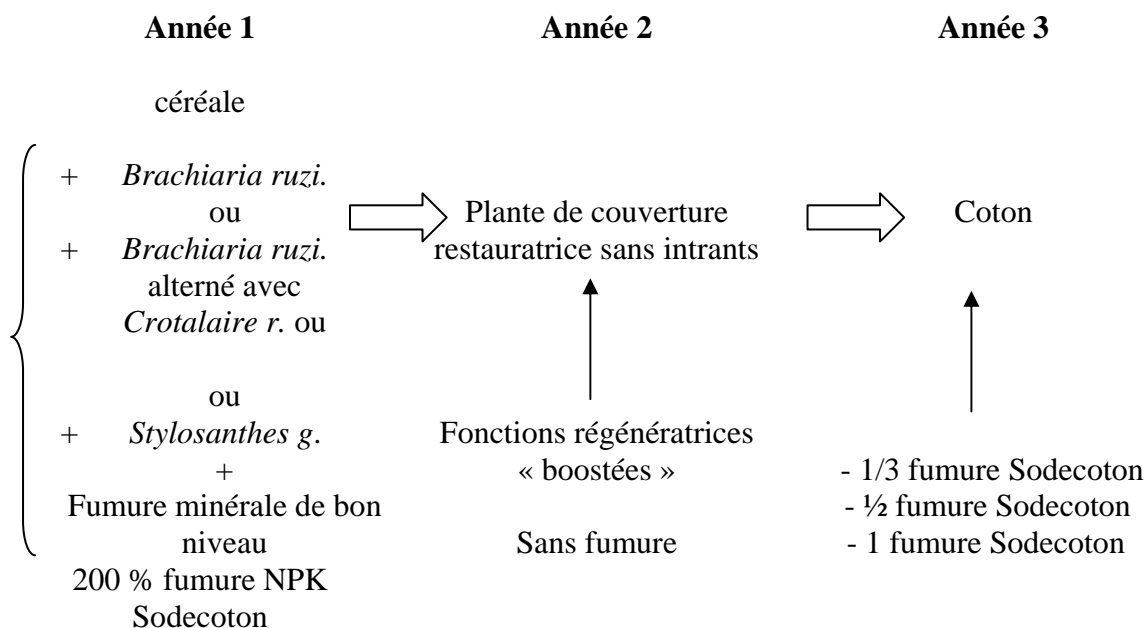 Année 1
céréale
+ Brachiaria ruzi.
ou
+ Brachiaria ruzi.
alterné avec
Crotalaire r. ou
ou
+ Stylosanthes g.
+
Fumure minérale de bon
niveau
200 % fumure NPK
Sodecoton
Année 2
Plante de couverture
restauratrice sans intrants
Fonctions régénératrices
« boostées »
Sans fumure
Année 3
Coton
- 1/3 fumure Sodecoton
- ½ fumure Sodecoton
- 1 fumure Sodecoton